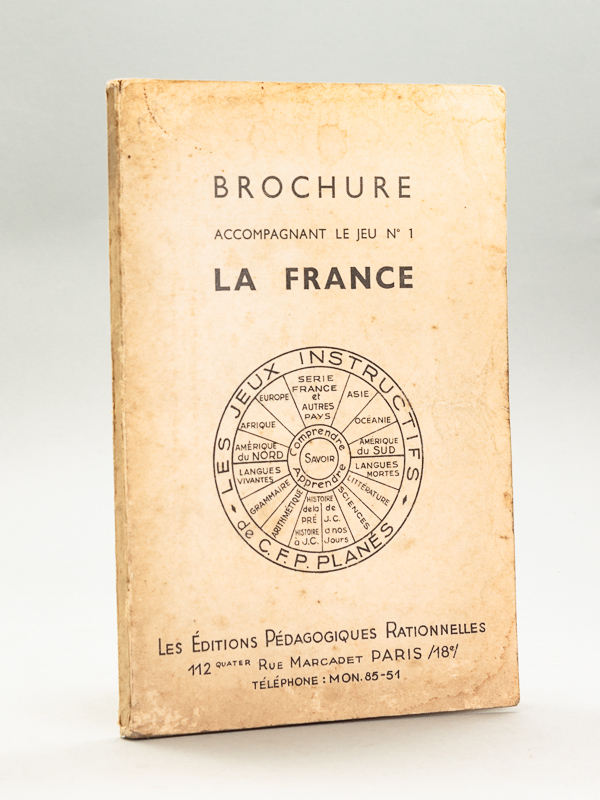 BROCHURE
ACCOMPAGNANT LE JEU N° 1
LA FRANCE
LES JEUX INSTRUCTIFS
de C.F.P. PLANÉS
SERIE
FRANCE
et
AUTRES
PAYS
ASIE
OCÉANIE
AMÉRIQUE
du SUD
LANGUES
MORTES
LITTÉRATURE
SCIENCES
HISTOIRE
de J.C.
à nos
Jours
HISTOIRE
de la
PRÉ
HISTOIRE
à J.C.
ARITHMÉTIQUE
GRAMMAIRE
LANGUES
VIVANTES
AMÉRIQUE
du NORD
AFRIQUE
EUROPE
Comprendre
SAVOIR
Apprendre
LES ÉDITIONS PÉDAGOGIQUES RATIONNELLES
112 QUATER RUE MARCADET PARIS /18e/
TÉLÉPHONE : MON. 85-51